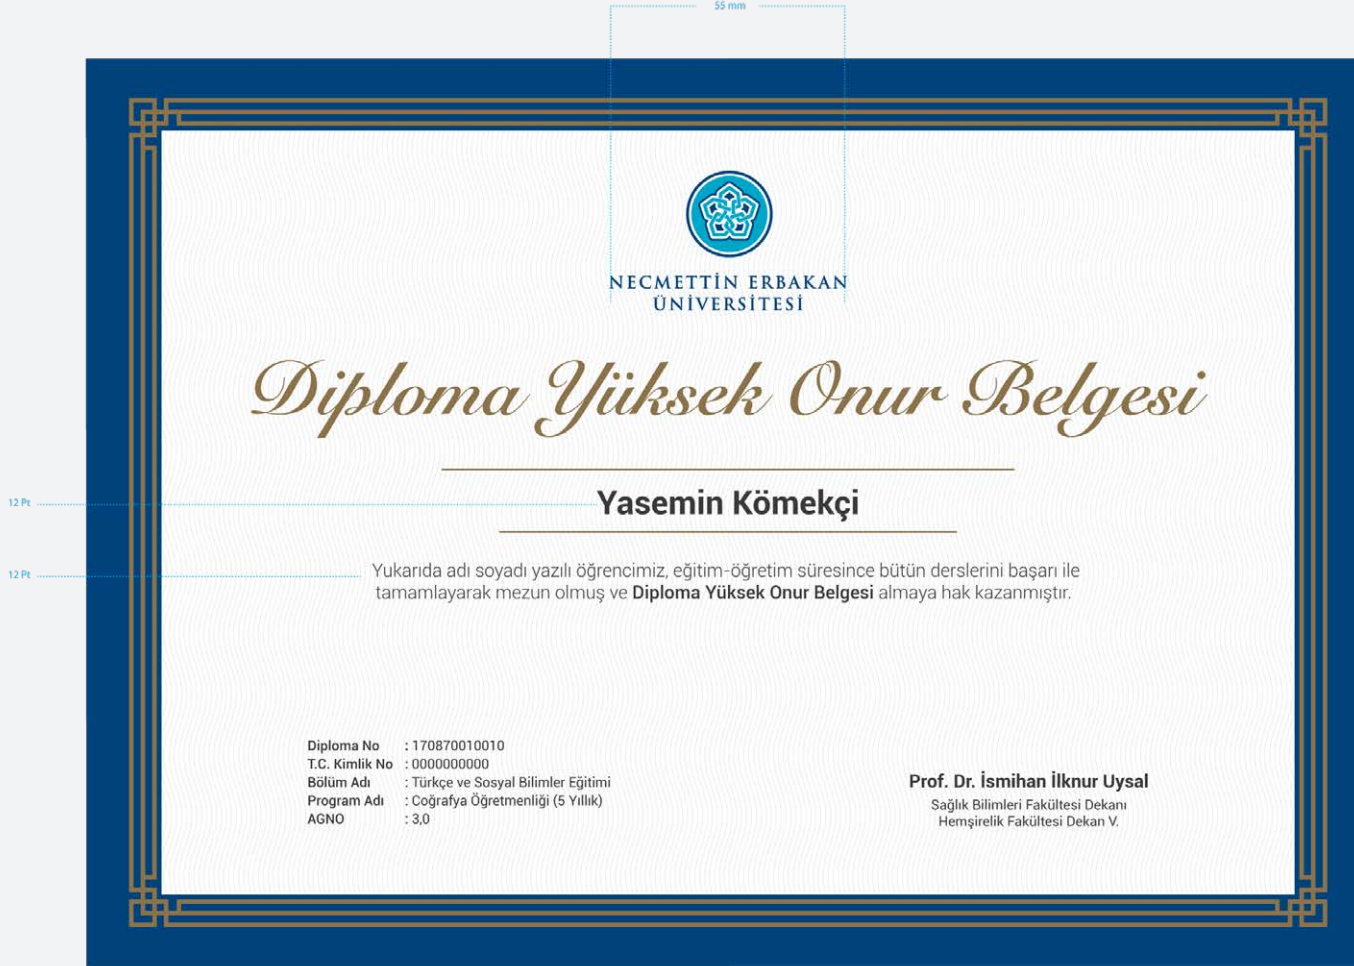 55 mm
NECMETTİN ERBAKAN
ÜNİVERSİTESİ
Diploma Yüksek Onur Belgesi
12 Pt
Yasemin Kömekçi
12 Pt
Yukarıda adı soyadı yazılı öğrencimiz, eğitim-öğretim süresince bütün derslerini başarı ile
tamamlayarak mezun olmuş ve Diploma Yüksek Onur Belgesi almaya hak kazanmıştır.
Diploma No : 170870010010
T.C. Kimlik No : 0000000000
Bölüm Adı : Türkçe ve Sosyal Bilimler Eğitimi
Program Adı : Coğrafya Öğretmenliği (5 Yıllık)
AGNO : 3,0
Prof. Dr. İsmihan İlknur Uysal
Sağlık Bilimleri Fakültesi Dekanı
Hemşirelik Fakültesi Dekan V.